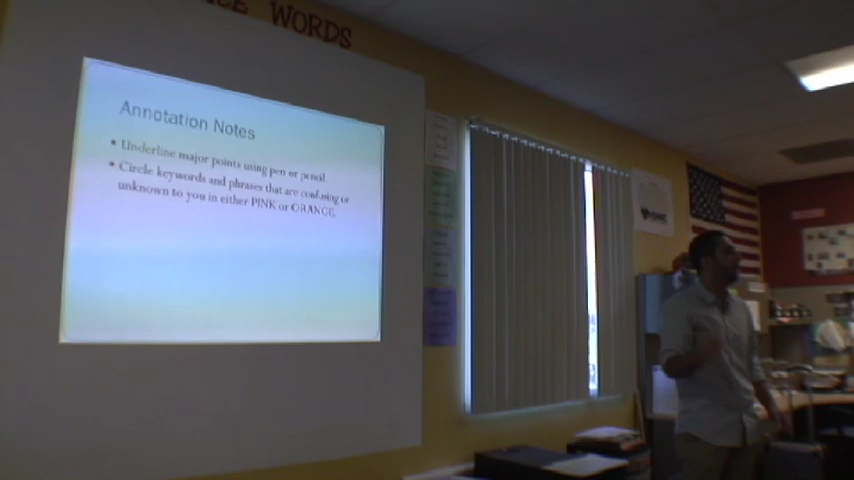 WORDS
Annotation Notes
• Underline major points using pen or pencil.
• Circle keywords and phrases that are confusing or
unknown to you in either PINK or ORANGE.